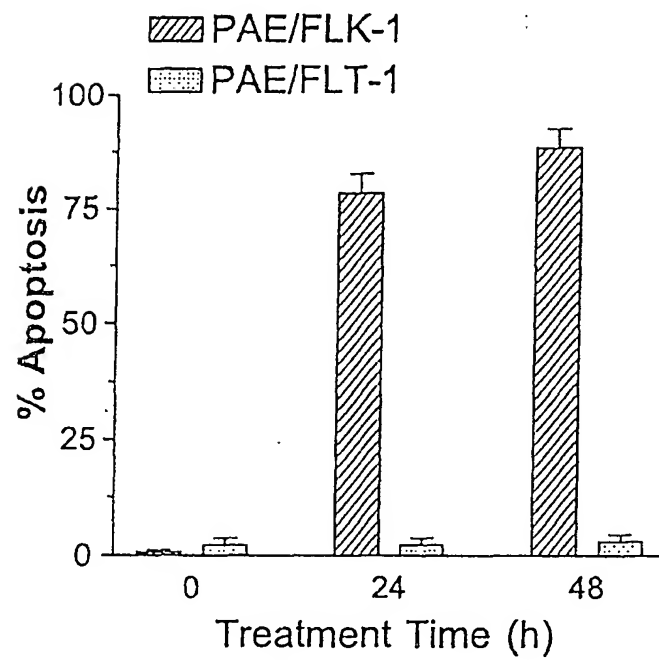 PAE/FLK-1
PAE/FLT-1
100
75
50
25
0
% Apoptosis
0 24 48
Treatment Time (h)